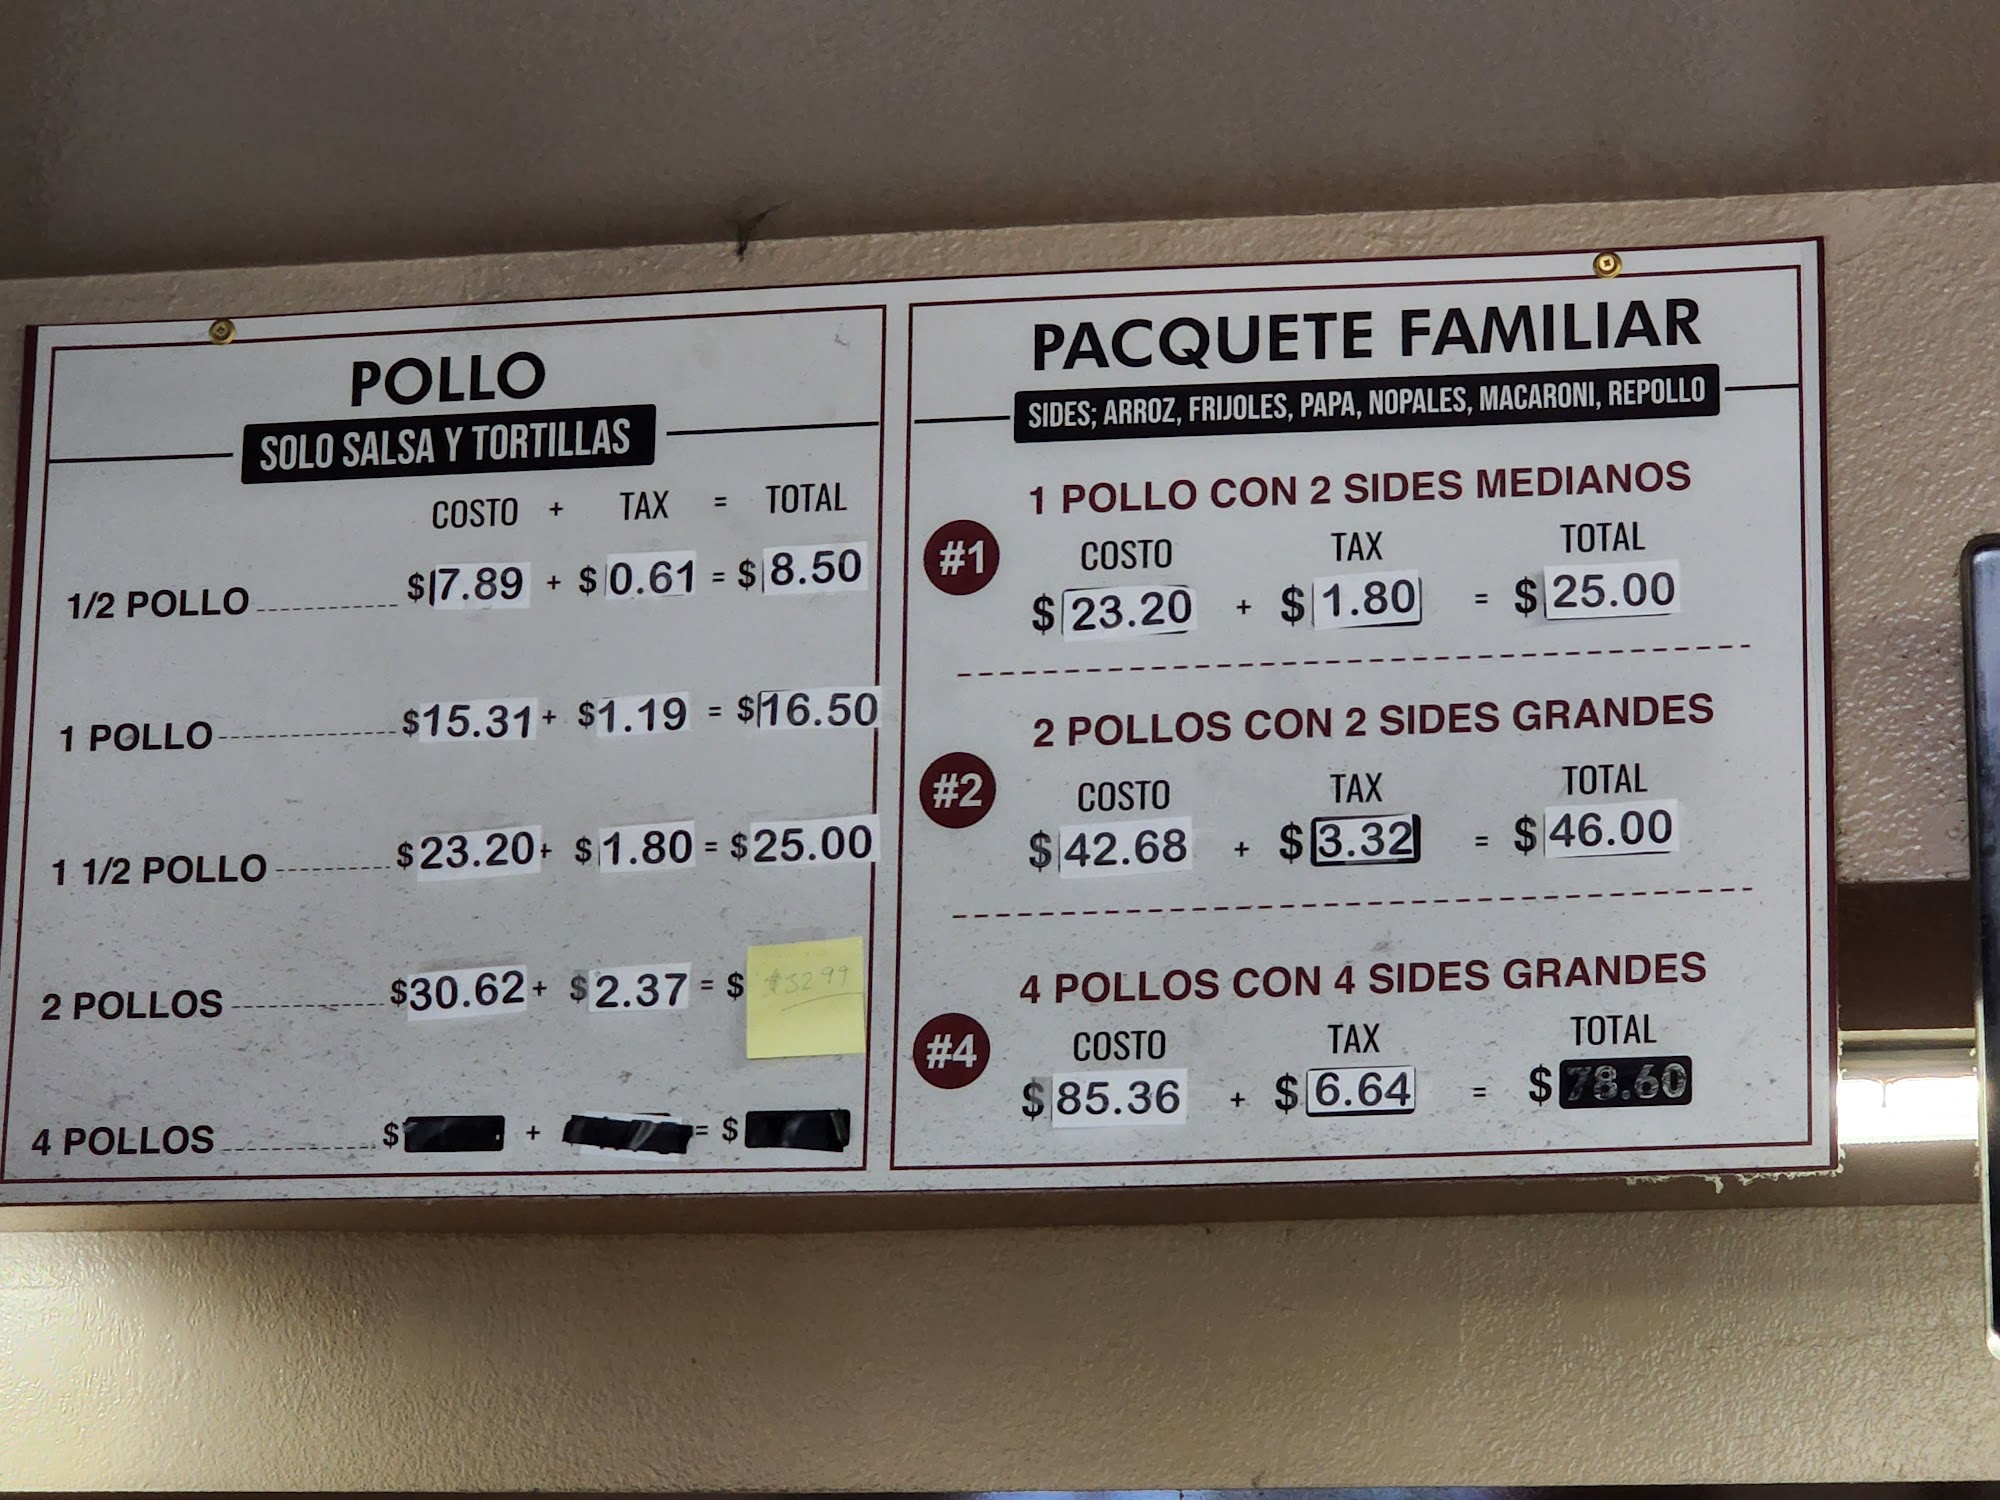 POLLO
SOLO SALSA Y TORTILLAS
COSTO + TAX = TOTAL
1/2 POLLO $7.89 + $0.61 = $8.50
1 POLLO $15.31 + $1.19 = $16.50
1 1/2 POLLO $23.20 + $1.80 = $25.00
2 POLLOS $30.62 + $2.37 = $ $32.99
4 POLLOS $ + = $
PACQUETE FAMILIAR
SIDES; ARROZ, FRIJOLES, PAPA, NOPALES, MACARONI, REPOLLO
#1
1 POLLO CON 2 SIDES MEDIANOS
COSTO TAX TOTAL
$23.20 + $1.80 = $25.00
#2
2 POLLOS CON 2 SIDES GRANDES
COSTO TAX TOTAL
$42.68 + $3.32 = $46.00
#4
4 POLLOS CON 4 SIDES GRANDES
COSTO TAX TOTAL
$85.36 + $6.64 = $78.60